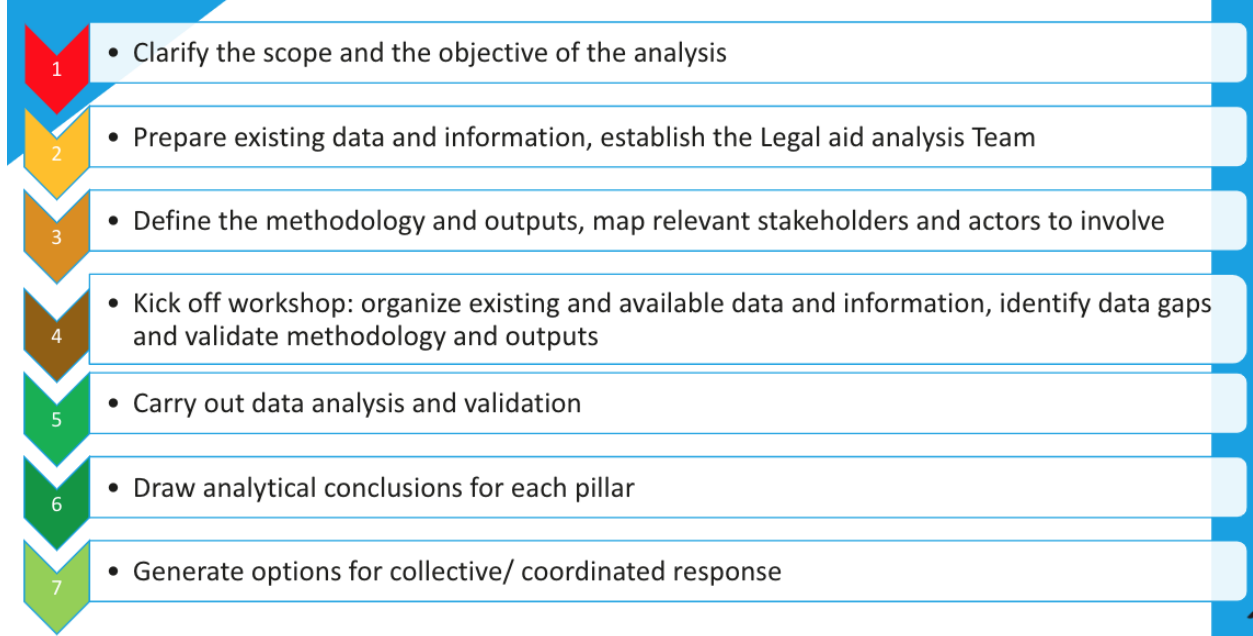 1
• Clarify the scope and the objective of the analysis
2
• Prepare existing data and information, establish the Legal aid analysis Team
3
• Define the methodology and outputs, map relevant stakeholders and actors to involve
4
• Kick off workshop: organize existing and available data and information, identify data gaps
and validate methodology and outputs
5
• Carry out data analysis and validation
6
• Draw analytical conclusions for each pillar
7
• Generate options for collective/ coordinated response